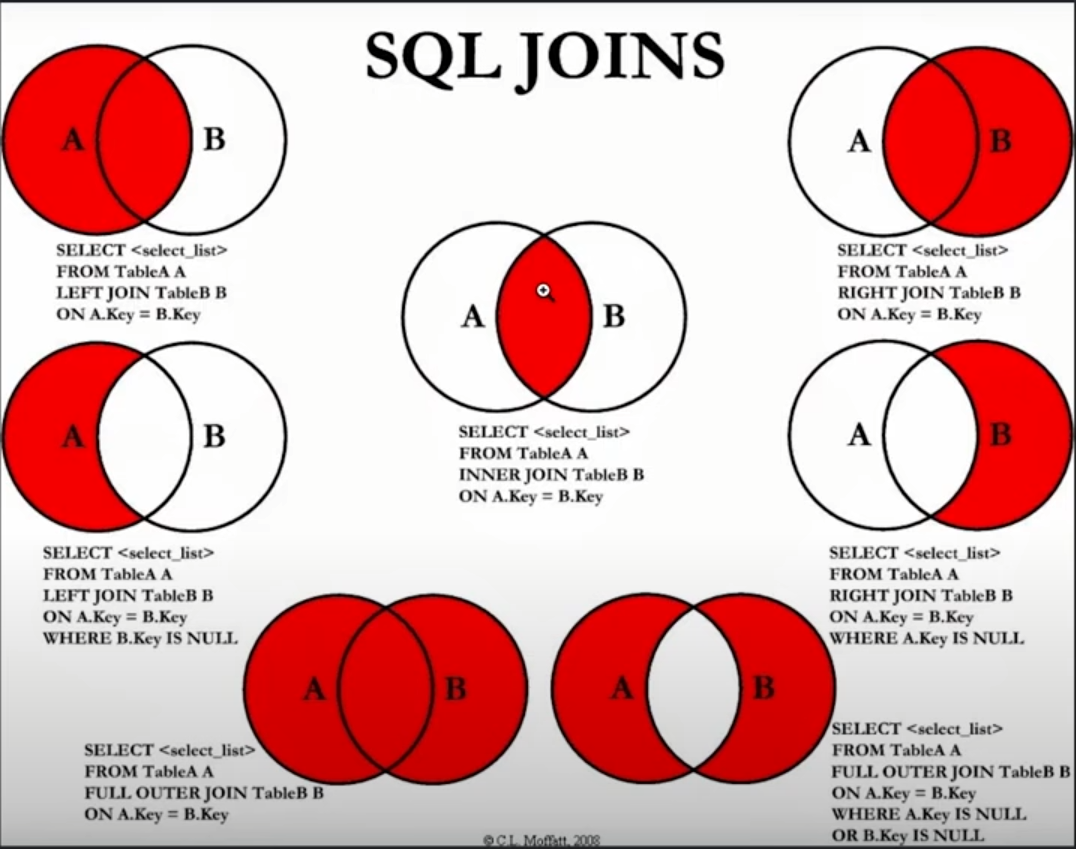 SQL JOINS
A B
SELECT <select_list>
FROM TableA A
LEFT JOIN TableB B
ON A.Key = B.Key
A B
SELECT <select_list>
FROM TableA A
RIGHT JOIN TableB B
ON A.Key = B.Key
A B
SELECT <select_list>
FROM TableA A
INNER JOIN TableB B
ON A.Key = B.Key
A B
SELECT <select_list>
FROM TableA A
LEFT JOIN TableB B
ON A.Key = B.Key
WHERE B.Key IS NULL
A B
SELECT <select_list>
FROM TableA A
RIGHT JOIN TableB B
ON A.Key = B.Key
WHERE A.Key IS NULL
A B
SELECT <select_list>
FROM TableA A
FULL OUTER JOIN TableB B
ON A.Key = B.Key
A B
SELECT <select_list>
FROM TableA A
FULL OUTER JOIN TableB B
ON A.Key = B.Key
WHERE A.Key IS NULL
OR B.Key IS NULL
© C.L. Moffatt, 2008